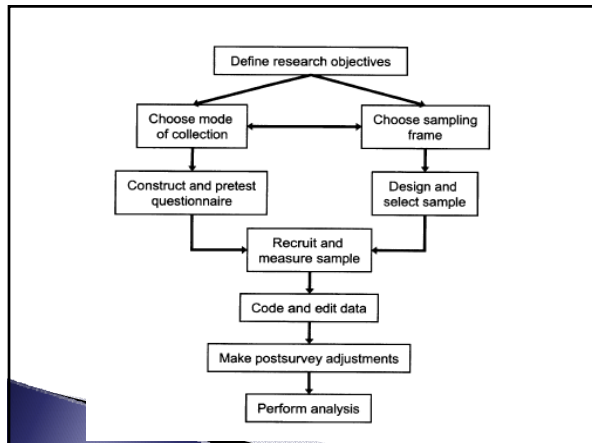 Define research objectives
Choose mode
of collection
Choose sampling
frame
Construct and pretest
questionnaire
Design and
select sample
Recruit and
measure sample
Code and edit data
Make postsurvey adjustments
Perform analysis